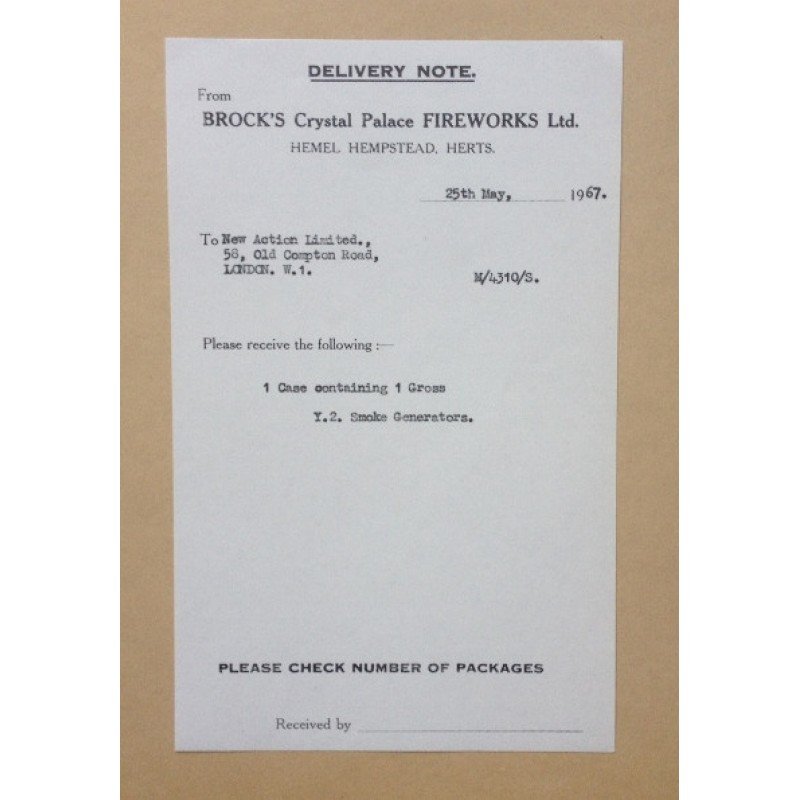 DELIVERY NOTE.
From
BROCK'S Crystal Palace FIREWORKS Ltd.
HEMEL HEMPSTEAD, HERTS.
25th May, 1967.
To New Action Limited.,
58, Old Compton Road,
LONDON. W.1.
M/4310/S.
Please receive the following :—
1 Case containing 1 Gross
Y.2. Smoke Generators.
PLEASE CHECK NUMBER OF PACKAGES
Received by